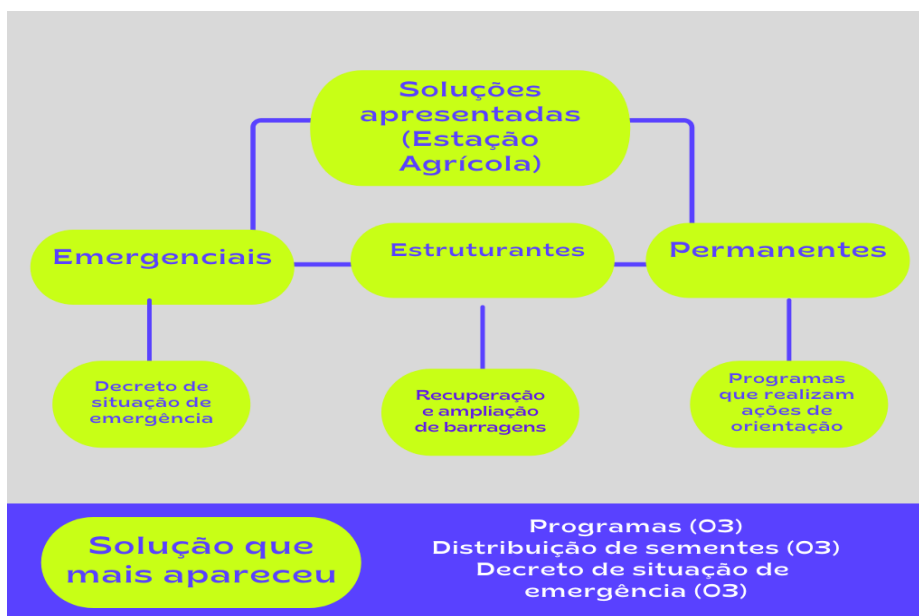 Soluções
apresentadas
(Estação
Agrícola)
Emergenciais
Estruturantes
Permanentes
Decreto de
situação de
emergência
Recuperação
e ampliação
de barragens
Programas
que realizam
ações de
orientação
Solução que
mais apareceu
Programas (03)
Distribuição de sementes (03)
Decreto de situação de
emergência (03)